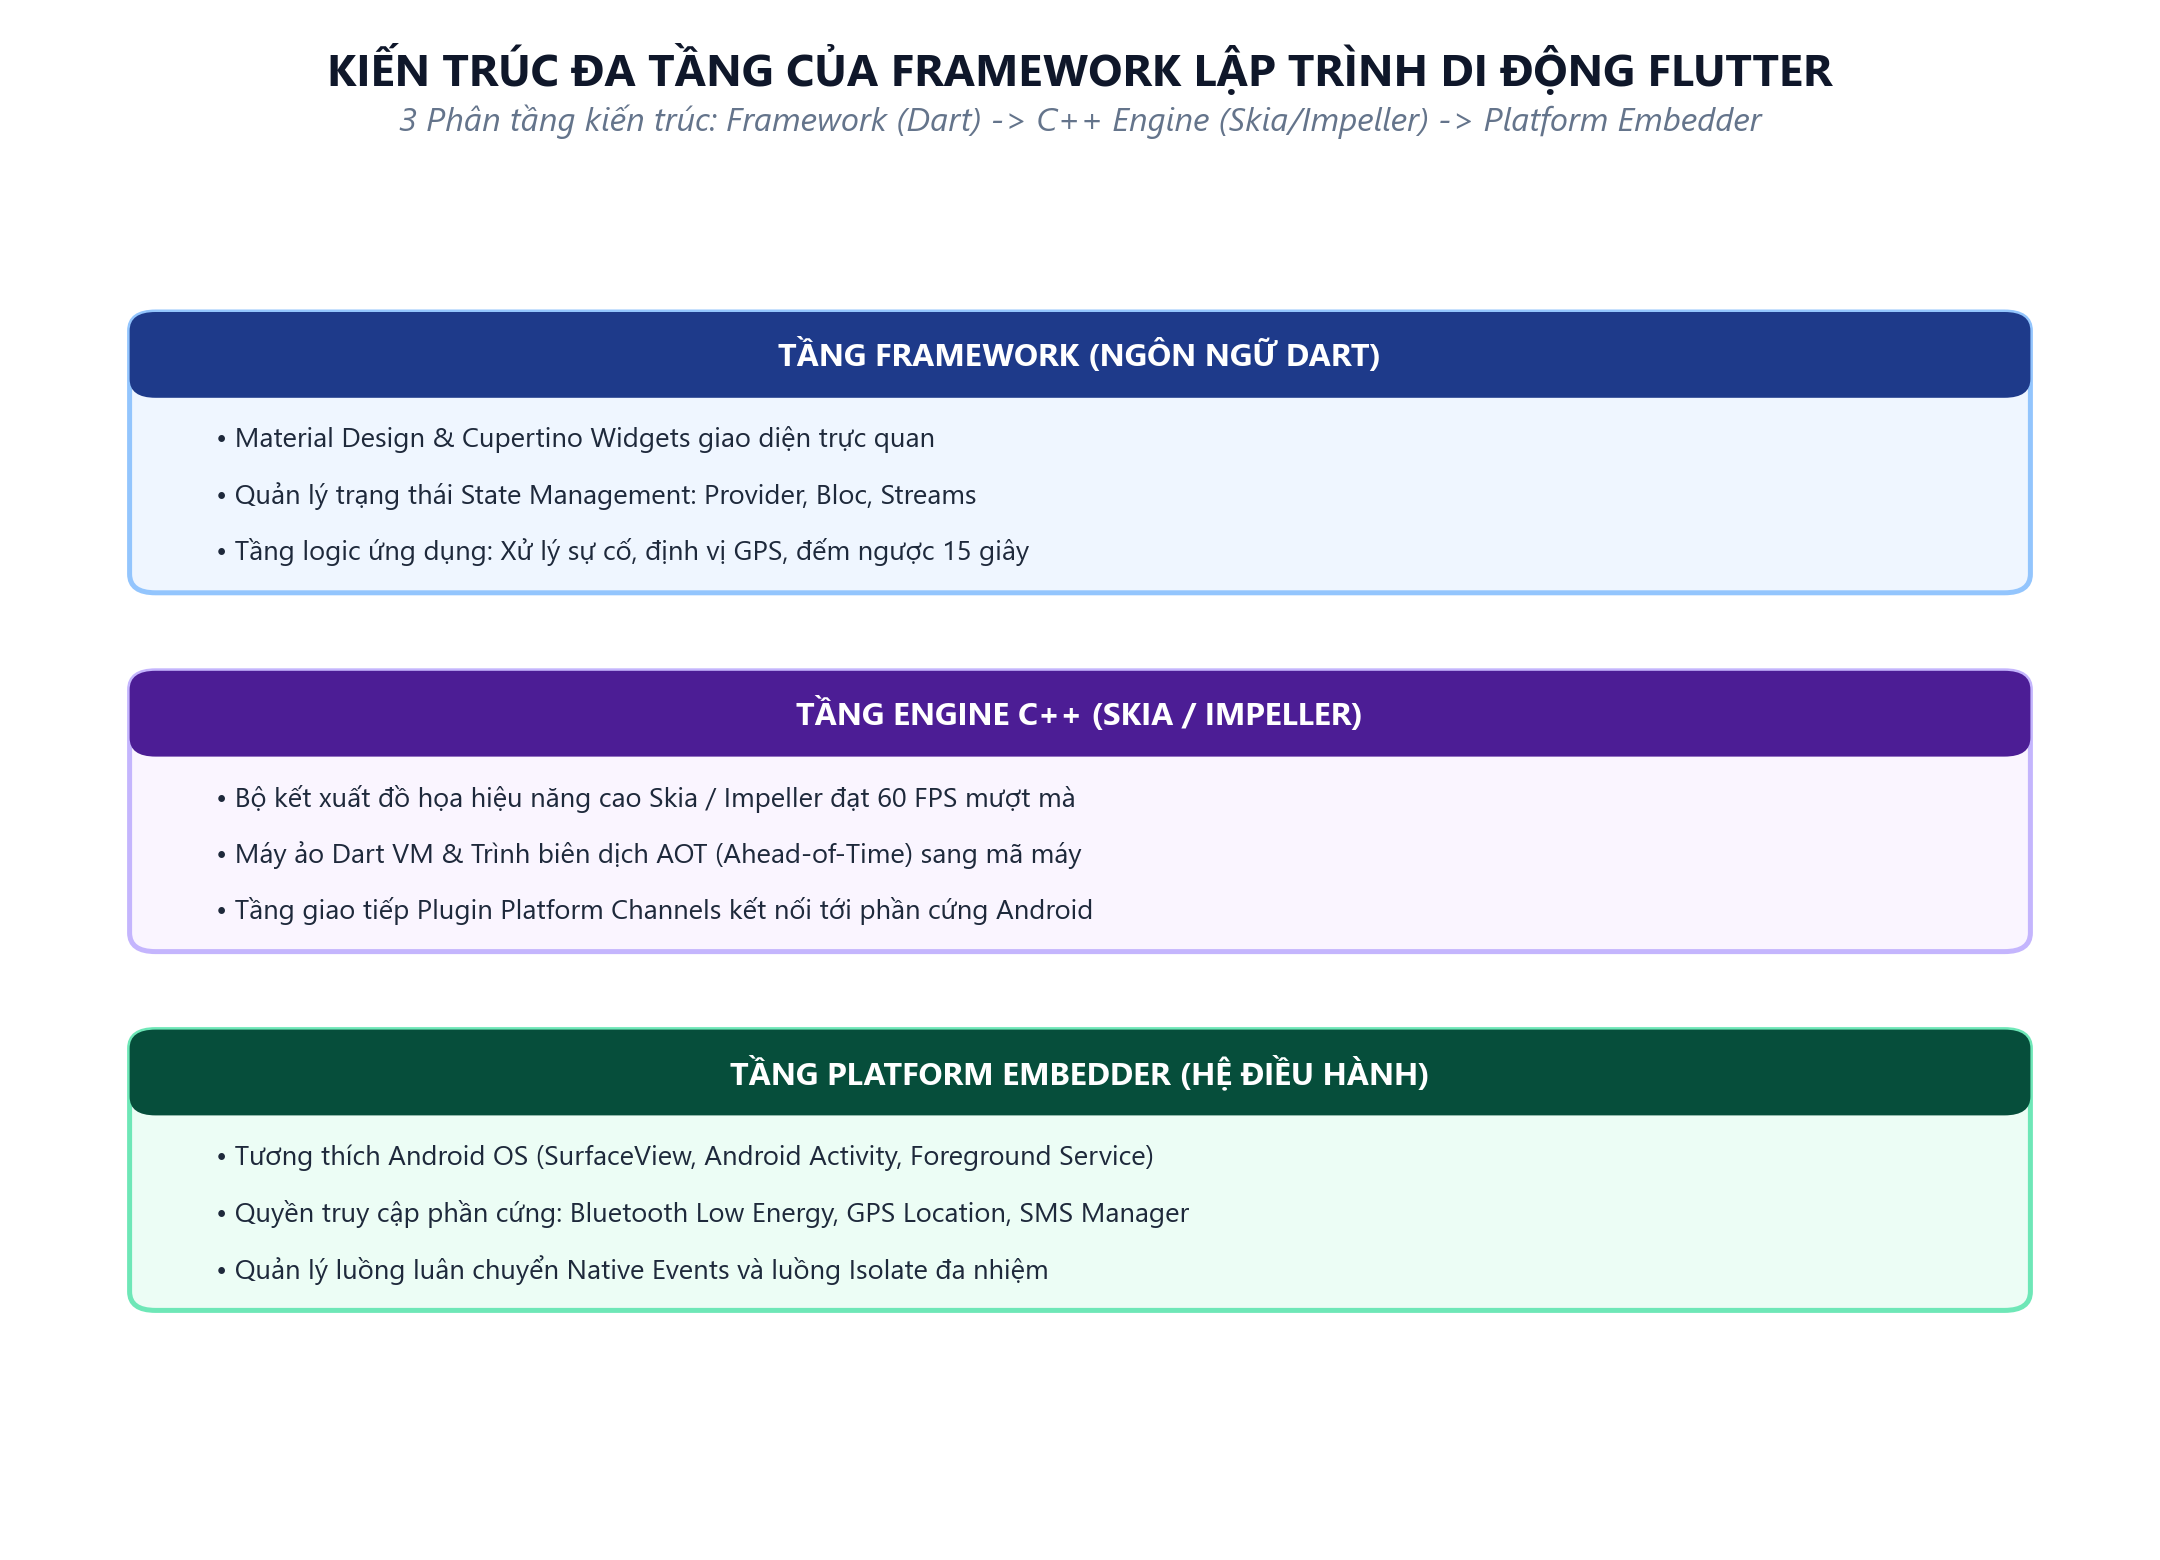 KIẾN TRÚC ĐA TẦNG CỦA FRAMEWORK LẬP TRÌNH DI ĐỘNG FLUTTER
3 Phân tầng kiến trúc: Framework (Dart) -> C++ Engine (Skia/Impeller) -> Platform Embedder
TẦNG FRAMEWORK (NGÔN NGỮ DART)
• Material Design & Cupertino Widgets giao diện trực quan
• Quản lý trạng thái State Management: Provider, Bloc, Streams
• Tầng logic ứng dụng: Xử lý sự cố, định vị GPS, đếm ngược 15 giây
TẦNG ENGINE C++ (SKIA / IMPELLER)
• Bộ kết xuất đồ họa hiệu năng cao Skia / Impeller đạt 60 FPS mượt mà
• Máy ảo Dart VM & Trình biên dịch AOT (Ahead-of-Time) sang mã máy
• Tầng giao tiếp Plugin Platform Channels kết nối tới phần cứng Android
TẦNG PLATFORM EMBEDDER (HỆ ĐIỀU HÀNH)
• Tương thích Android OS (SurfaceView, Android Activity, Foreground Service)
• Quyền truy cập phần cứng: Bluetooth Low Energy, GPS Location, SMS Manager
• Quản lý luồng luân chuyển Native Events và luồng Isolate đa nhiệm